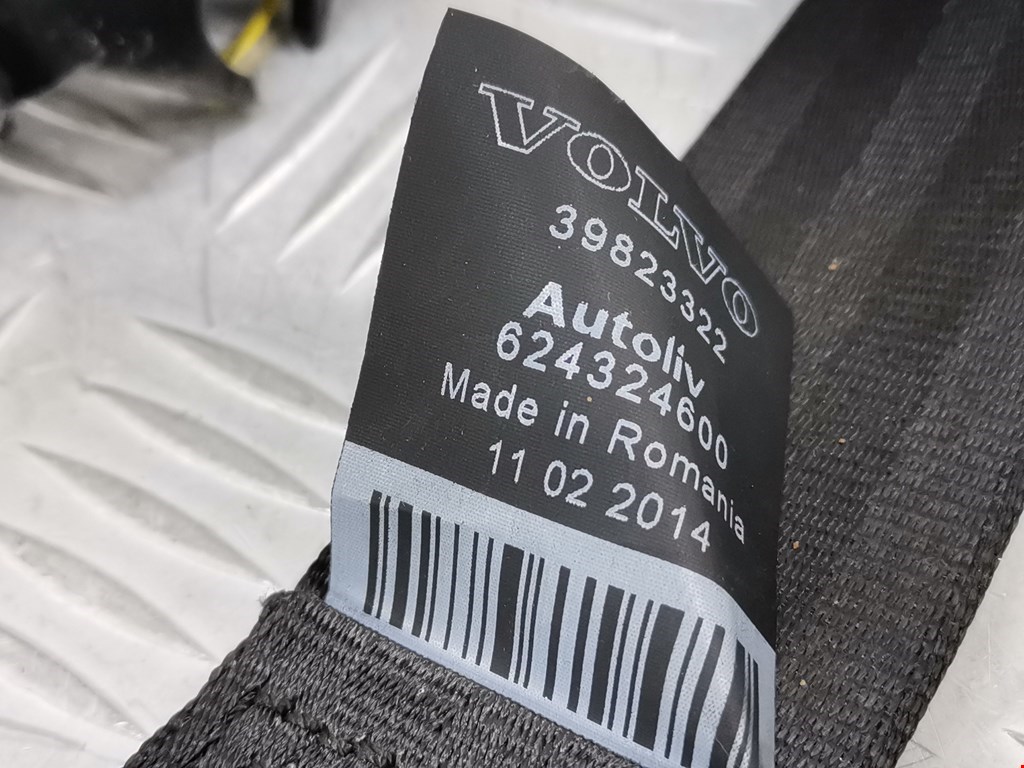 VOLVO
39823322
Autoliv
624324600
Made in Romania
11 02 2014